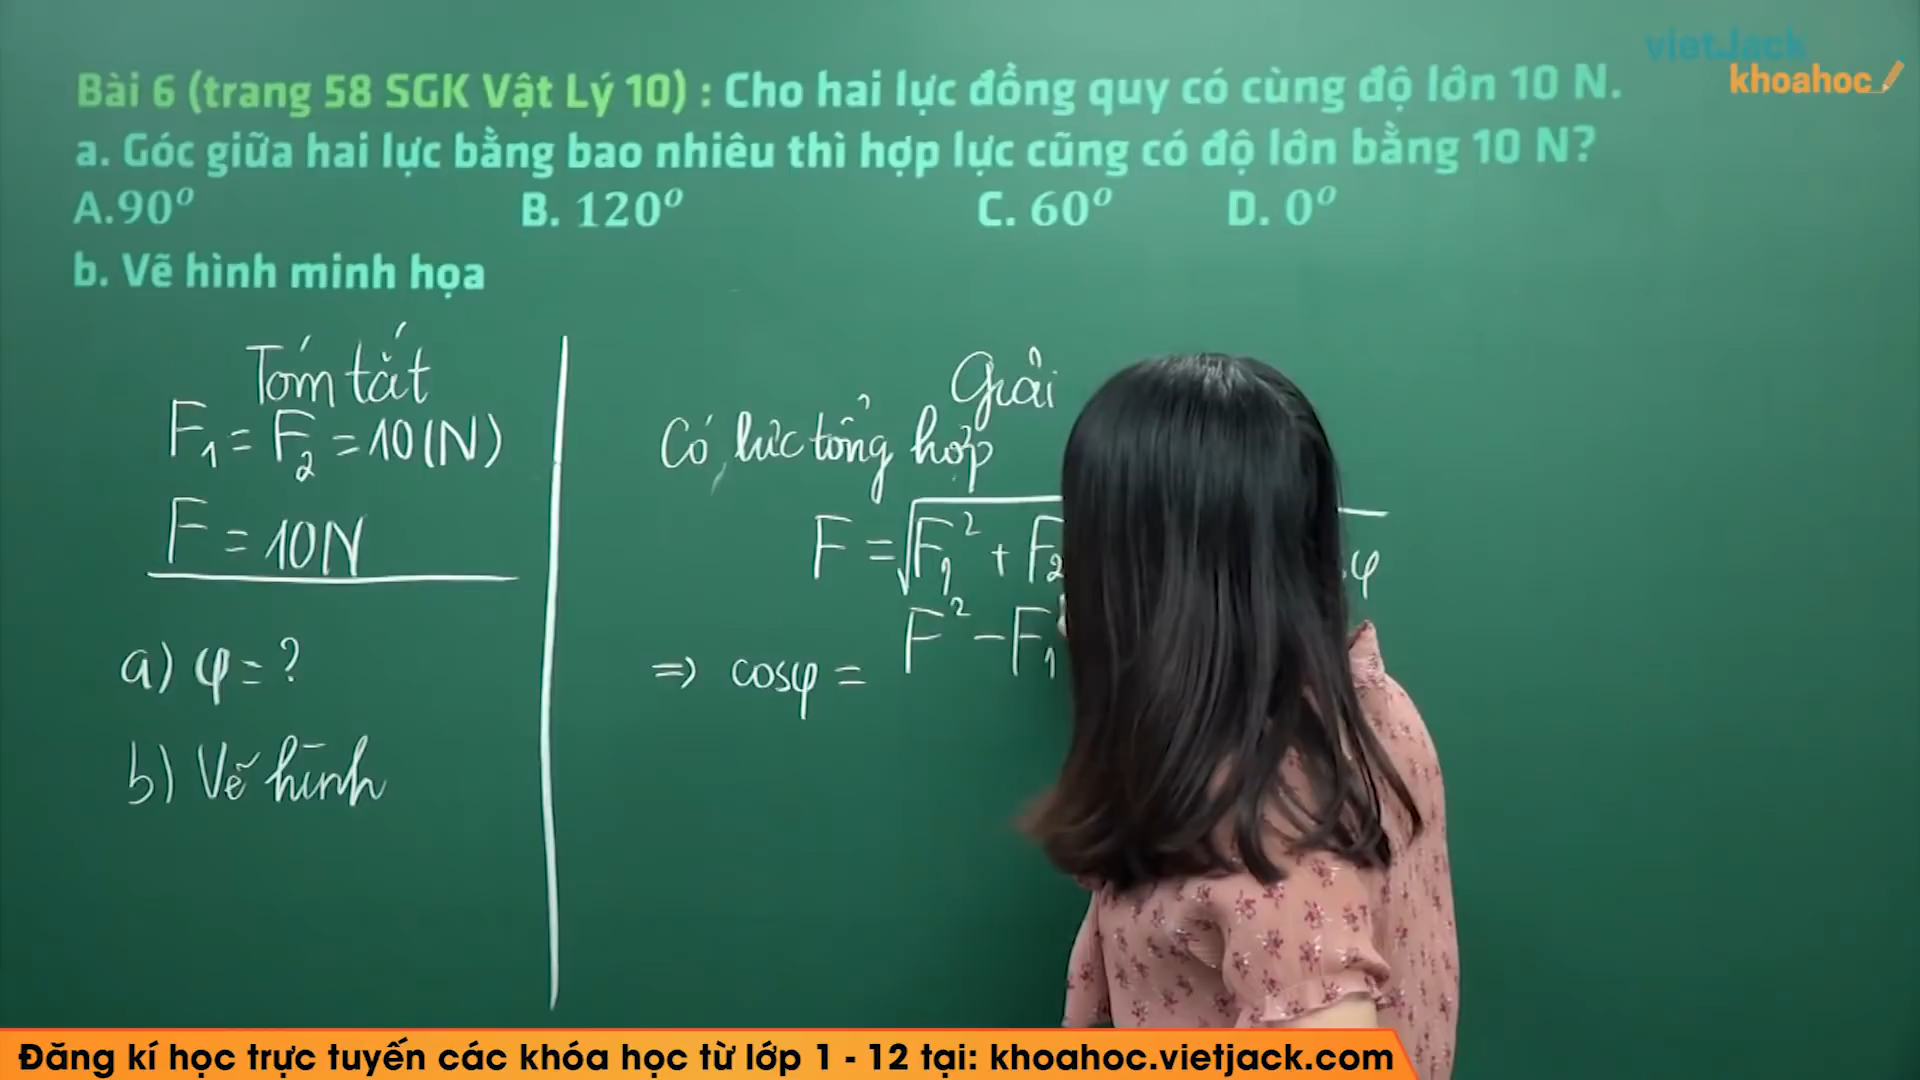 vietJack
khoahoc
Bài 6 (trang 58 SGK Vật Lý 10) : Cho hai lực đồng quy có cùng độ lớn 10 N.
a. Góc giữa hai lực bằng bao nhiêu thì hợp lực cũng có độ lớn bằng 10 N?
A.90° B. 120° C. 60° D. 0°
b. Vẽ hình minh họa
Tóm tắt
F₁ = F₂ = 10(N)
F = 10N
a) φ = ?
b) Vẽ hình
Giải
Có lực tổng hợp
F = √F₁² + F₂ .φ
=> cosφ = F² - F₁
Đăng kí học trực tuyến các khóa học từ lớp 1 - 12 tại: khoahoc.vietjack.com